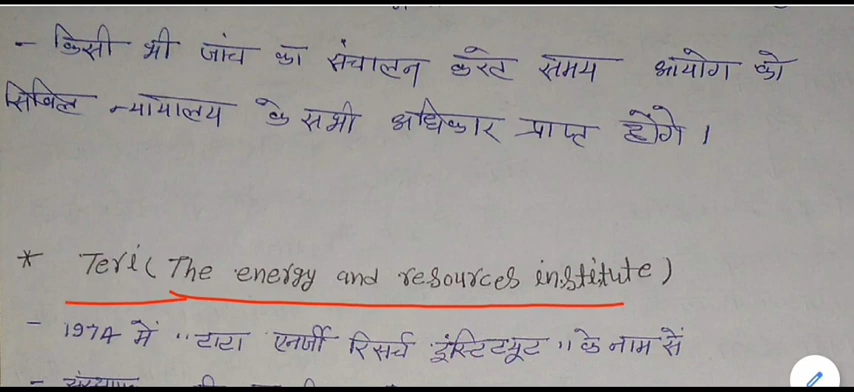 - किसी भी जांच का संचालन करते समय आयोग को
सिविल न्यायालय के सभी अधिकार प्राप्त होंगे।
* Teri (The energy and resources institute)
- 1974 में "टाटा एनर्जी रिसर्च इंस्टिट्यूट" के नाम से
-